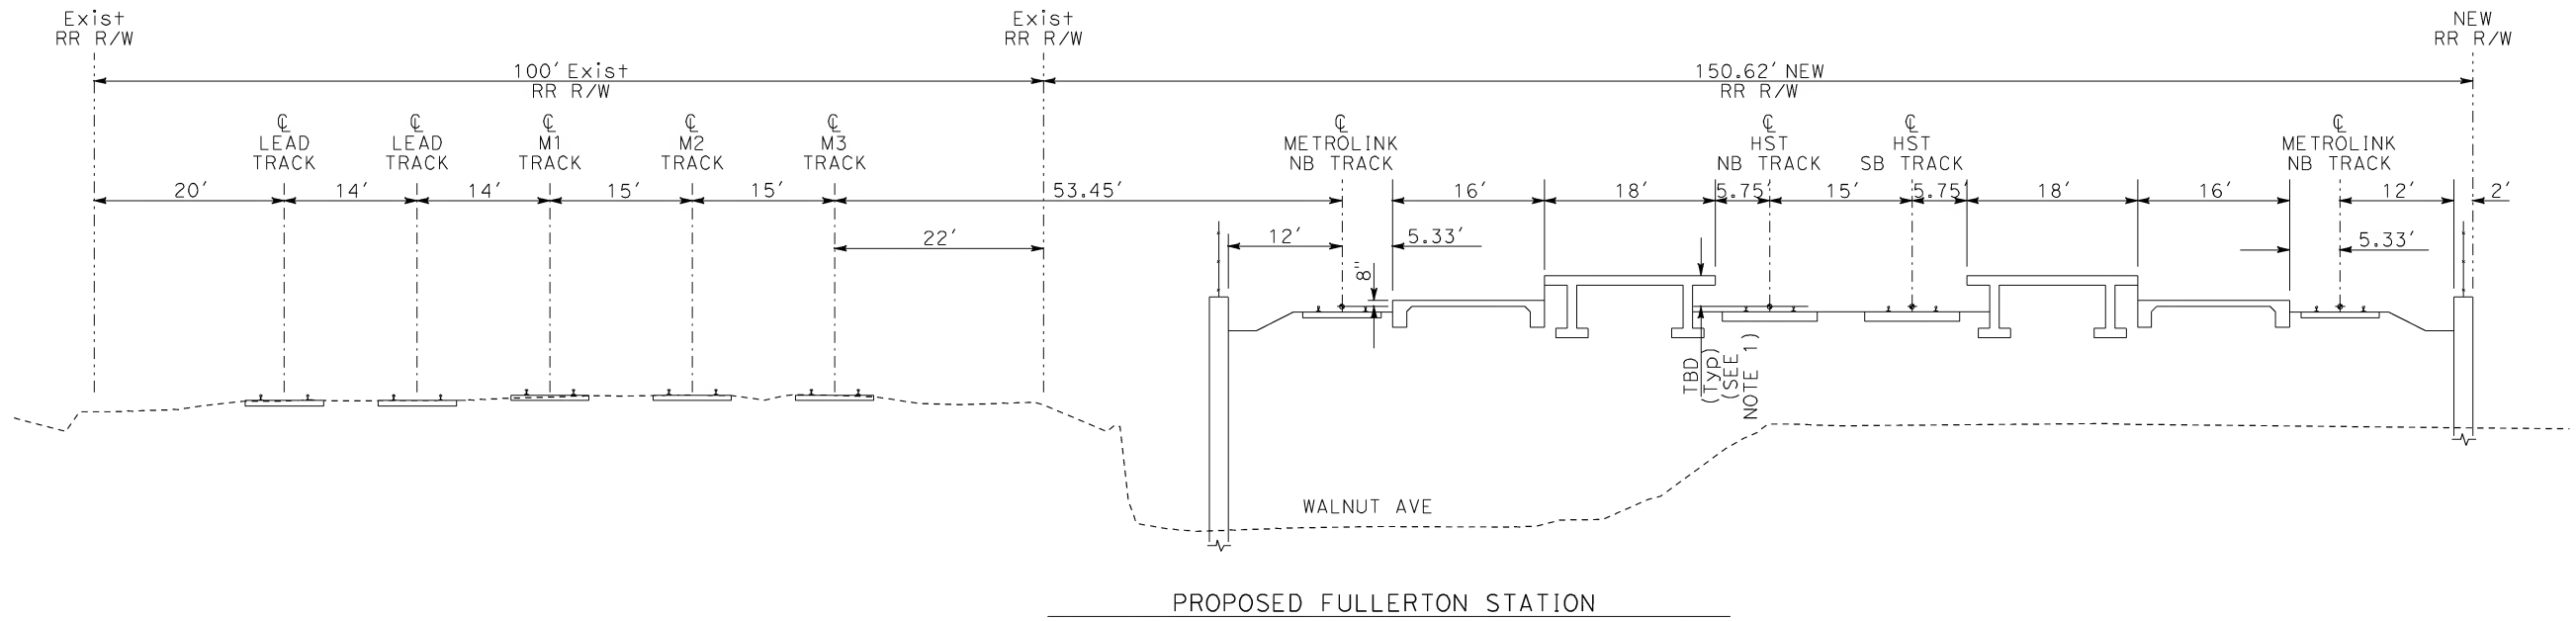 Exist
RR R/W
Exist
RR R/W
NEW
RR R/W
100' Exist
RR R/W
150.62' NEW
RR R/W
℄
LEAD
TRACK
℄
LEAD
TRACK
℄
M1
TRACK
℄
M2
TRACK
℄
M3
TRACK
℄
METROLINK
NB TRACK
℄
HST
NB TRACK
℄
HST
SB TRACK
℄
METROLINK
NB TRACK
20'
14'
14'
15'
15'
53.45'
16'
18'
5.75'
15'
5.75'
18'
16'
12'
2'
22'
12'
5.33'
5.33'
8"
TBD
(Typ)
(SEE
NOTE 1)
WALNUT AVE
PROPOSED FULLERTON STATION